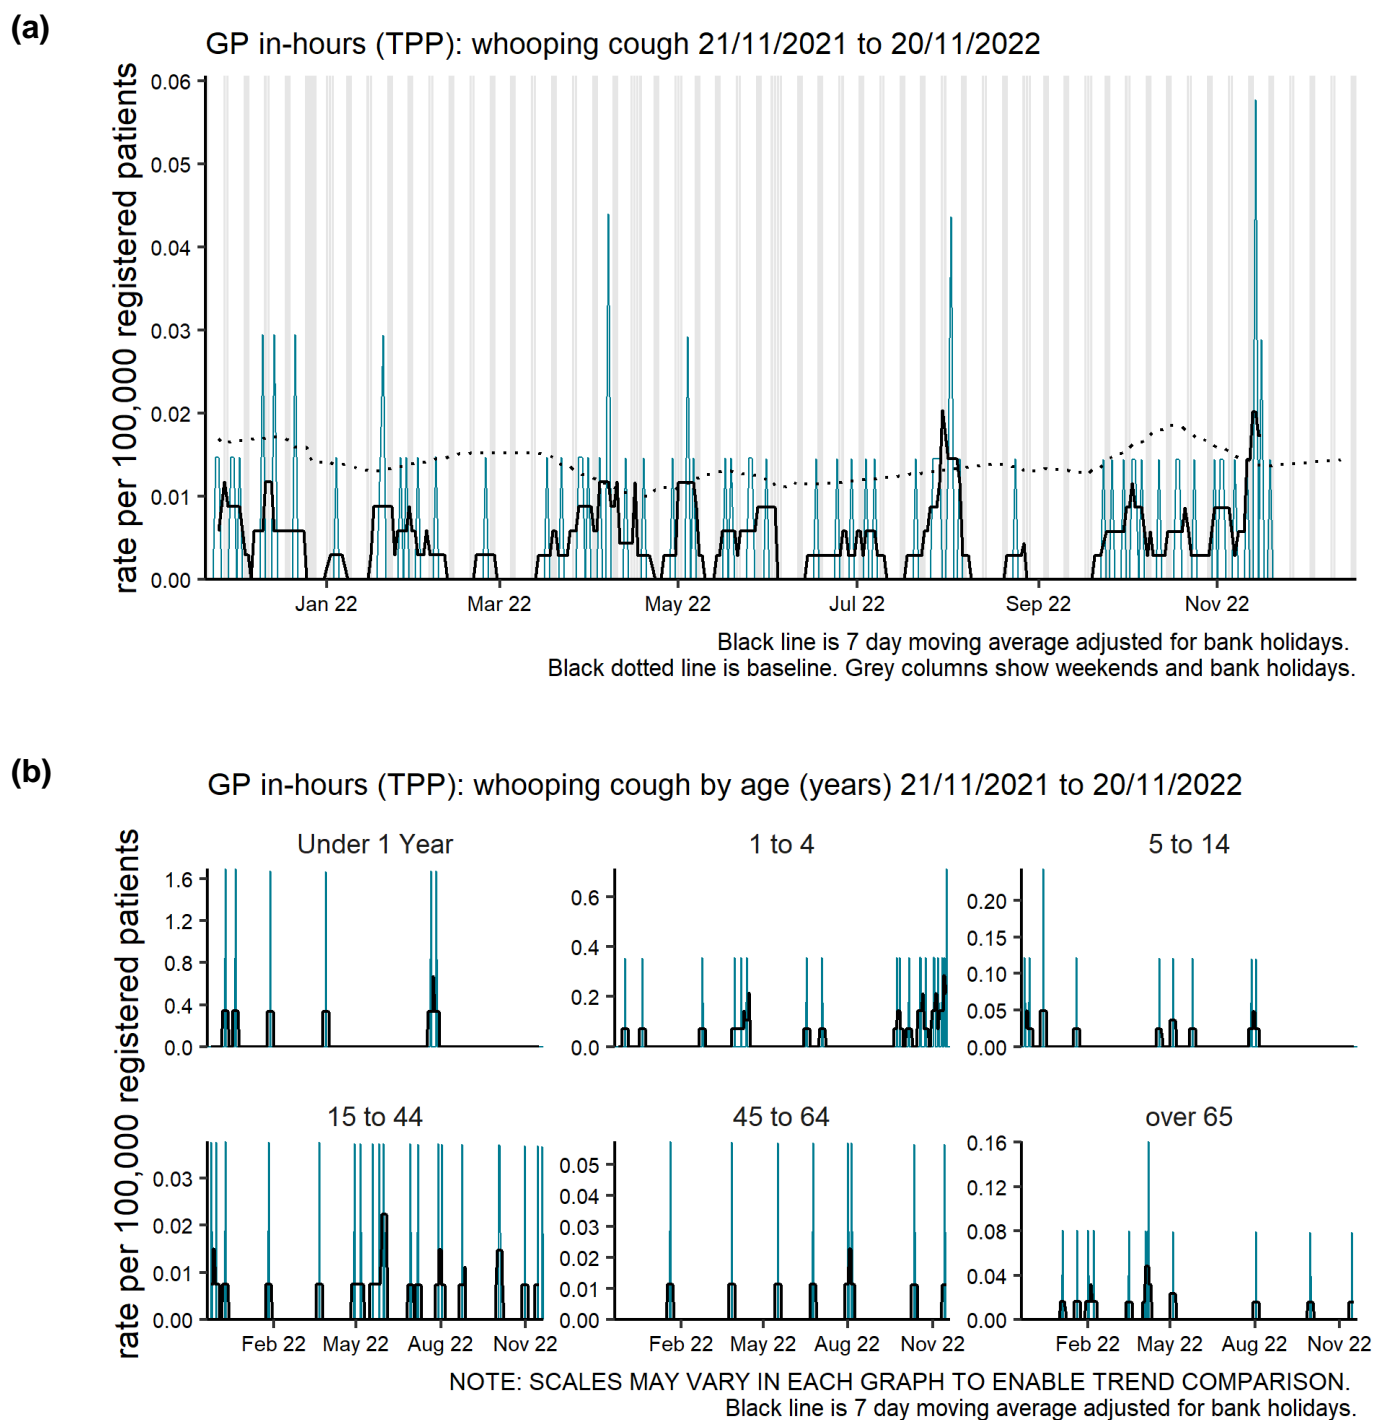 (a)
GP in-hours (TPP): whooping cough 21/11/2021 to 20/11/2022
rate per 100,000 registered patients
0.06
0.05
0.04
0.03
0.02
0.01
0.00
Jan 22 Mar 22 May 22 Jul 22 Sep 22 Nov 22
Black line is 7 day moving average adjusted for bank holidays.
Black dotted line is baseline. Grey columns show weekends and bank holidays.
(b)
GP in-hours (TPP): whooping cough by age (years) 21/11/2021 to 20/11/2022
rate per 100,000 registered patients
Under 1 Year
1.6
1.2
0.8
0.4
0.0
1 to 4
0.6
0.4
0.2
0.0
5 to 14
0.20
0.15
0.10
0.05
0.00
15 to 44
0.03
0.02
0.01
0.00
Feb 22 May 22 Aug 22 Nov 22
45 to 64
0.05
0.04
0.03
0.02
0.01
0.00
Feb 22 May 22 Aug 22 Nov 22
over 65
0.16
0.12
0.08
0.04
0.00
Feb 22 May 22 Aug 22 Nov 22
NOTE: SCALES MAY VARY IN EACH GRAPH TO ENABLE TREND COMPARISON.
Black line is 7 day moving average adjusted for bank holidays.